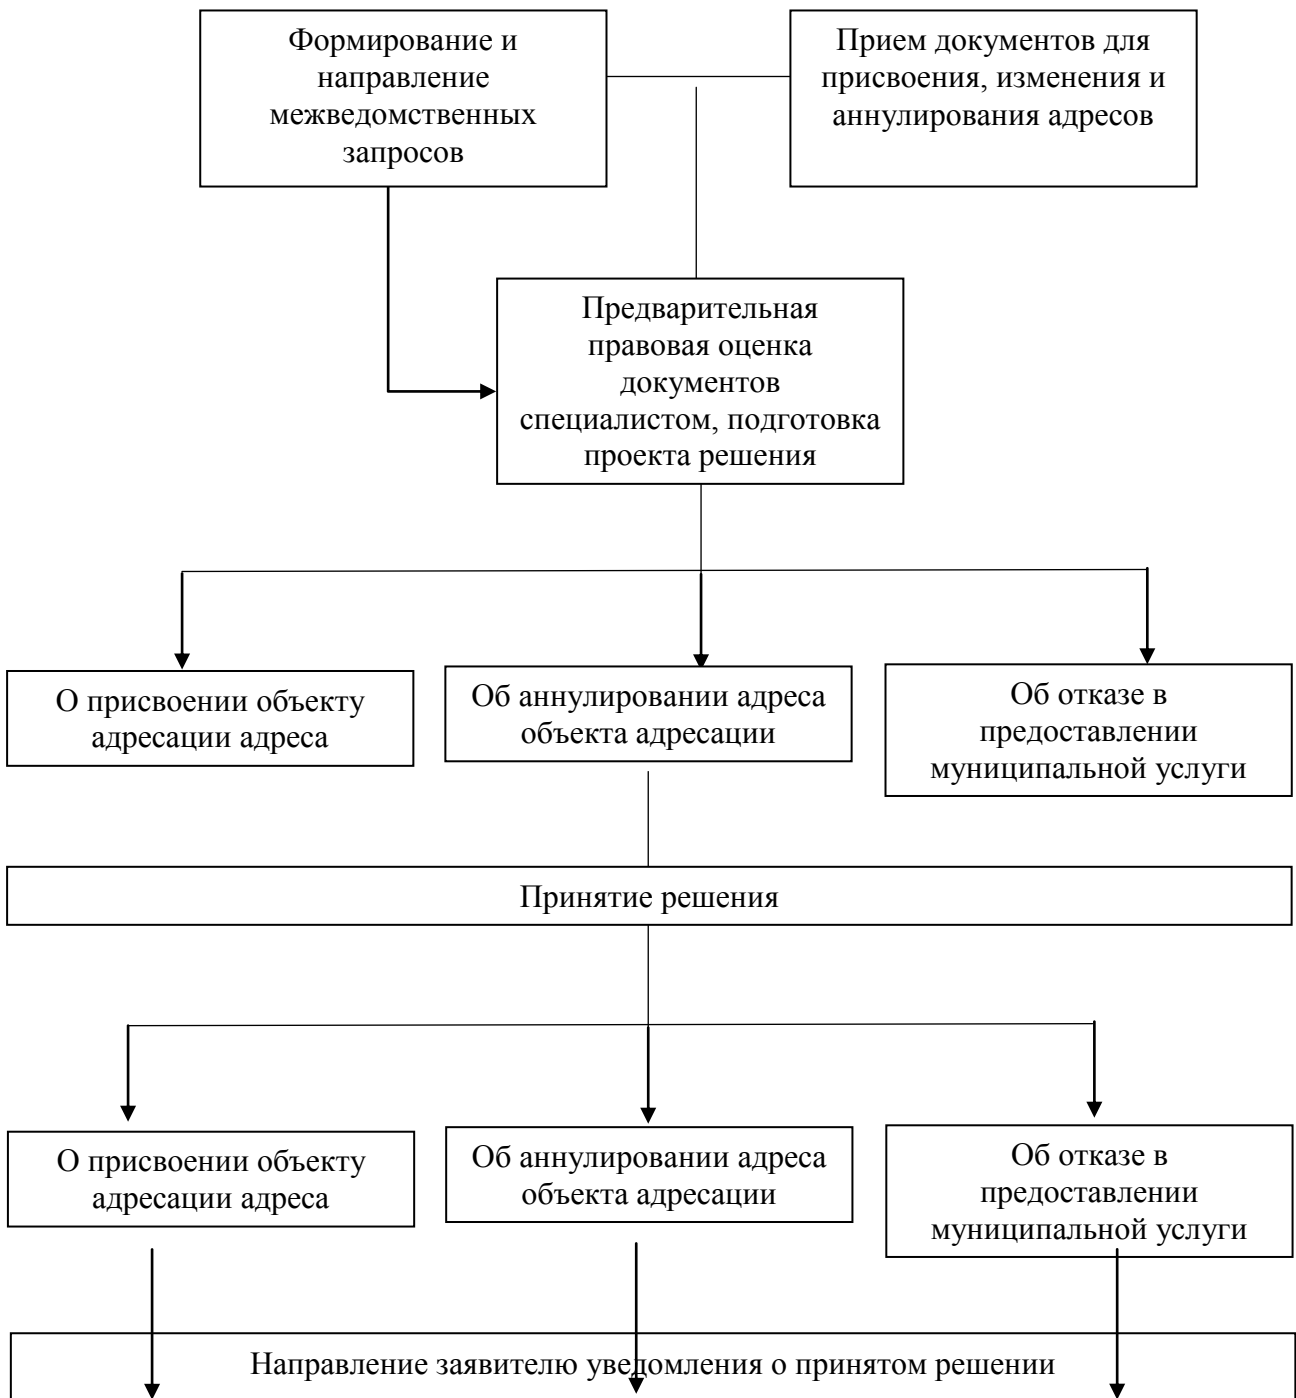 Формирование и
направление
межведомственных
запросов
Прием документов для
присвоения, изменения и
аннулирования адресов
Предварительная
правовая оценка
документов
специалистом, подготовка
проекта решения
О присвоении объекту
адресации адреса
Об аннулировании адреса
объекта адресации
Об отказе в
предоставлении
муниципальной услуги
Принятие решения
О присвоении объекту
адресации адреса
Об аннулировании адреса
объекта адресации
Об отказе в
предоставлении
муниципальной услуги
Направление заявителю уведомления о принятом решении